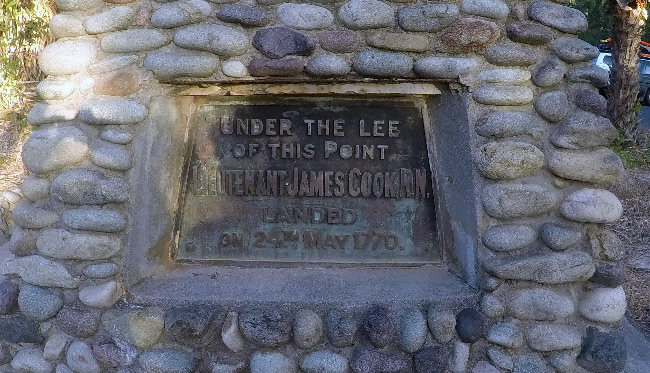 UNDER THE LEE
OF THIS POINT
LIEUTENANT JAMES COOK, R.N.
LANDED
ON 24TH MAY 1770.